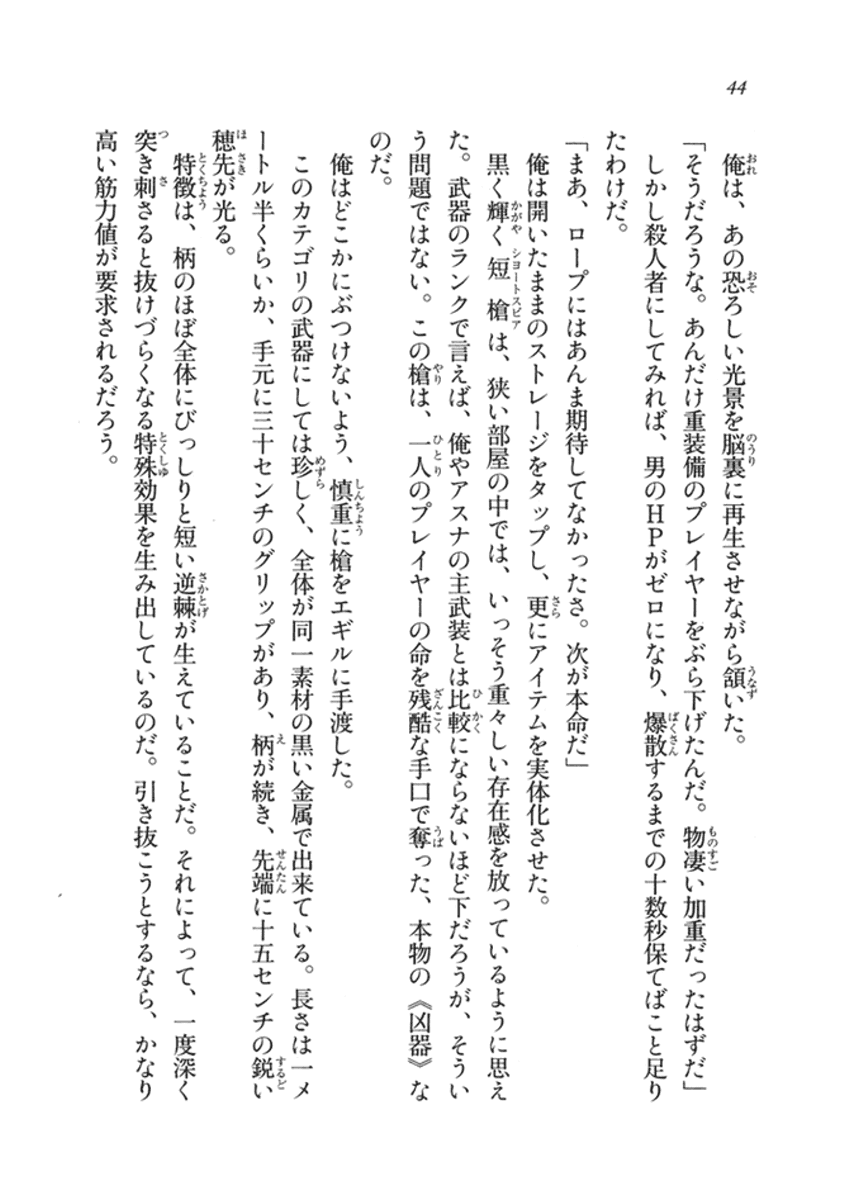 44
俺は、あの恐ろしい光景を脳裏に再生させながら頷いた。
「そうだろうな。あんだけ重装備のプレイヤーをぶら下げたんだ。物凄い加重だったはずだ」
しかし殺人者にしてみれば、男のＨＰがゼロになり、爆散するまでの十数秒保てばこと足り
たわけだ。
「まあ、ロープにはあんま期待してなかったさ。次が本命だ」
俺は開いたままのストレージをタップし、更にアイテムを実体化させた。
黒く輝く短槍は、狭い部屋の中では、いっそう重々しい存在感を放っているように思え
た。武器のランクで言えば、俺やアスナの主武装とは比較にならないほど下だろうが、そうい
う問題ではない。この槍は、一人のプレイヤーの命を残酷な手口で奪った、本物の《凶器》な
のだ。
俺はどこかにぶつけないよう、慎重に槍をエギルに手渡した。
このカテゴリの武器にしては珍しく、全体が同一素材の黒い金属で出来ている。長さは一メ
ートル半くらいか、手元に三十センチのグリップがあり、柄が続き、先端に十五センチの鋭い
穂先が光る。
特徴は、柄のほぼ全体にびっしりと短い逆棘が生えていることだ。それによって、一度深く
突き刺さると抜けづらくなる特殊効果を生み出しているのだ。引き抜こうとするなら、かなり
高い筋力値が要求されるだろう。